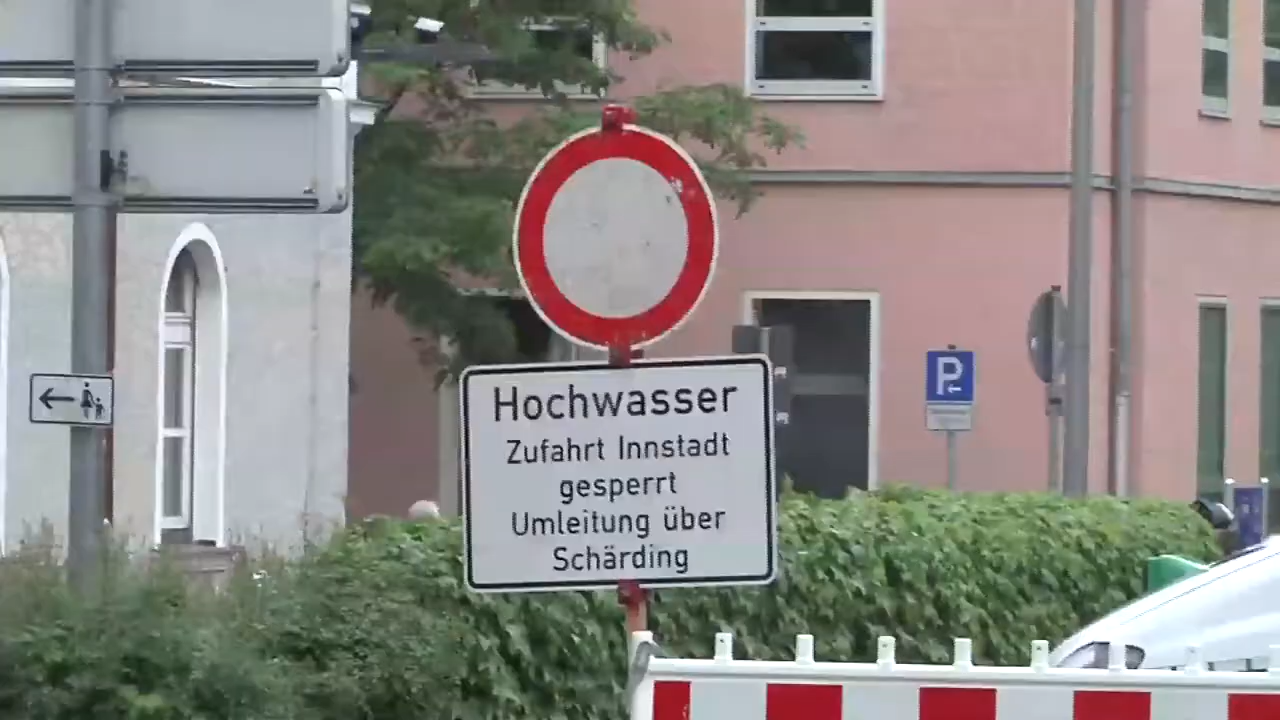 Hochwasser
Zufahrt Innstadt
gesperrt
Umleitung über
Schärding
P